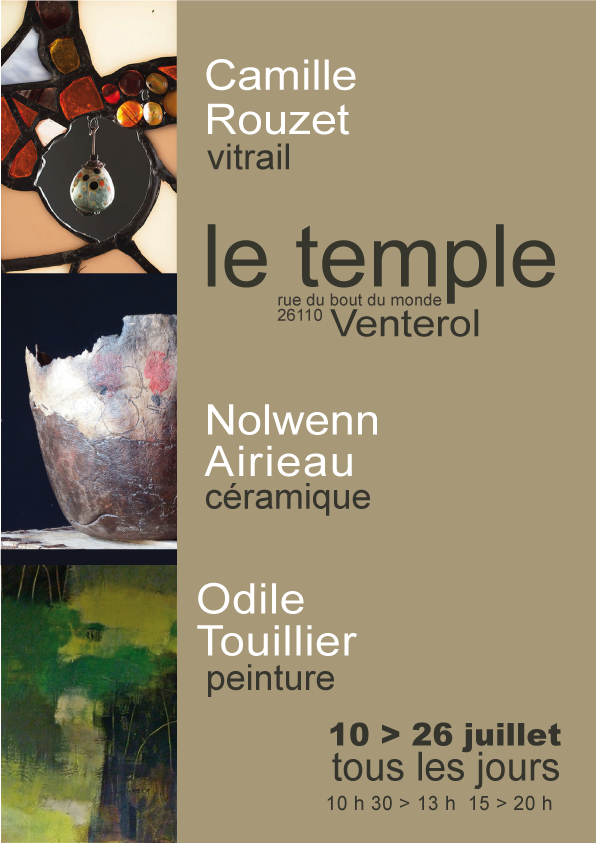 Camille
Rouzet
vitrail
le temple
rue du bout du monde
26110 Venterol
Nolwenn
Airieau
céramique
Odile
Touillier
peinture
10 > 26 juillet
tous les jours
10 h 30 > 13 h 15 > 20 h